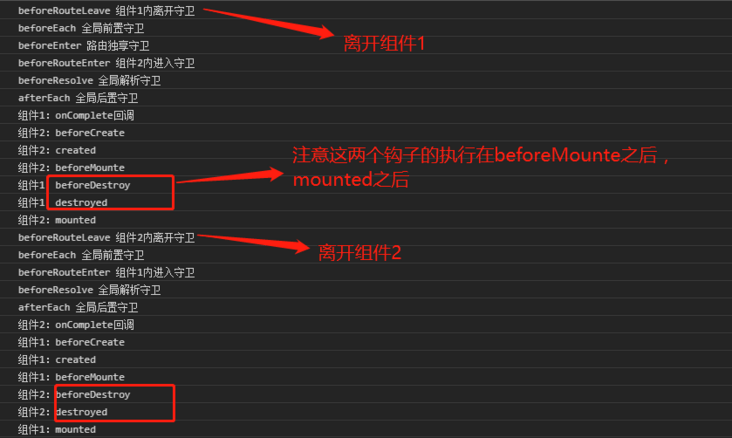 beforeRouteLeave 组件1内离开守卫
beforeEach 全局前置守卫
离开组件1
beforeEnter 路由独享守卫
beforeRouteEnter 组件2内进入守卫
beforeResolve 全局解析守卫
afterEach 全局后置守卫
组件1: onComplete回调
组件2: beforeCreate
组件2: created
注意这两个钩子的执行在beforeMounte之后，
mounted之后
组件2: beforeMounte
组件1 beforeDestroy
组件1 destroyed
组件2: mounted
beforeRouteLeave 组件2内离开守卫
离开组件2
beforeEach 全局前置守卫
beforeRouteEnter 组件1内进入守卫
beforeResolve 全局解析守卫
afterEach 全局后置守卫
组件2: onComplete回调
组件1: beforeCreate
组件1: created
组件1: beforeMounte
组件2: beforeDestroy
组件2: destroyed
组件1: mounted